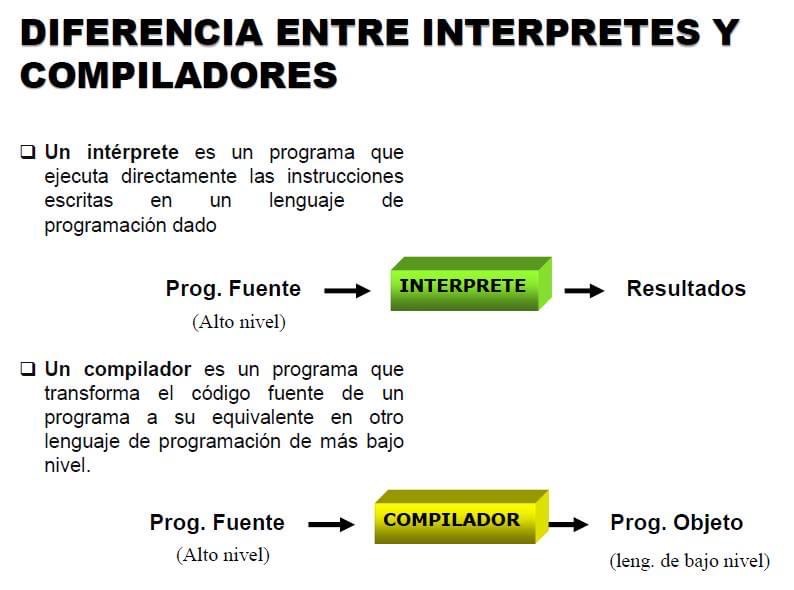 DIFERENCIA ENTRE INTERPRETES Y
COMPILADORES
❑ Un intérprete es un programa que
ejecuta directamente las instrucciones
escritas en un lenguaje de
programación dado
Prog. Fuente INTERPRETE Resultados
(Alto nivel)
❑ Un compilador es un programa que
transforma el código fuente de un
programa a su equivalente en otro
lenguaje de programación de más bajo
nivel.
Prog. Fuente COMPILADOR Prog. Objeto
(Alto nivel) (leng. de bajo nivel)